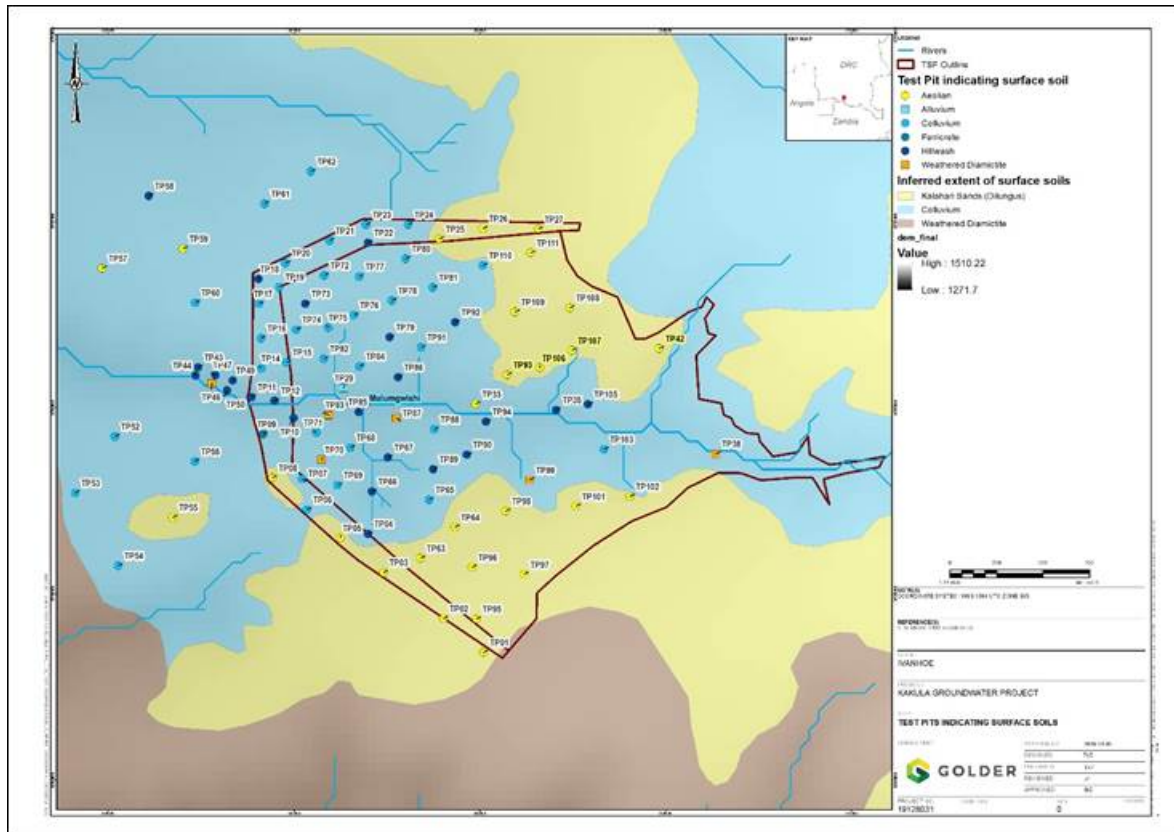 TP62
TP58
TP61
TP23
TP24
TP26
TP27
TP21
TP22
TP25
TP59
TP111
TP20
TP80
TP110
TP57
TP18
TP72
TP77
TP19
TP81
TP60
TP17
TP73
TP78
TP76
TP109
TP108
TP92
TP16
TP74
TP75
TP79
TP91
TP107
TP42
TP43
TP14
TP13
TP82
TP106
TP44
TP47
TP93
TP49
TP29
TP46
TP11
TP12
Malumgwishi
TP33
TP105
TP50
TP83
TP85
TP87
TP94
TP35
TP52
TP09
TP10
TP71
TP88
TP68
TP103
TP38
TP56
TP70
TP67
TP90
TP08
TP07
TP69
TP89
TP53
TP66
TP65
TP102
TP06
TP98
TP101
TP55
TP05
TP04
TP64
TP54
TP03
TP63
TP96
TP97
TP02
TP95
TP01
DRC
Angola
Zambia
Rivers
TSF Outline
Test Pit indicating surface soil
Aeolian
Alluvium
Colluvium
Ferricrete
Hillwash
Weathered Diamictite
Inferred extent of surface soils
Kalahari Sands (Dilungus)
Colluvium
Weathered Diamictite
dem_final
Value
High : 1510.22
Low : 1271.7
REFERENCE(S)
IVANHOE
KAKULA GROUNDWATER PROJECT
TEST PITS INDICATING SURFACE SOILS
GOLDER
PROJECT NO.
19128031
0